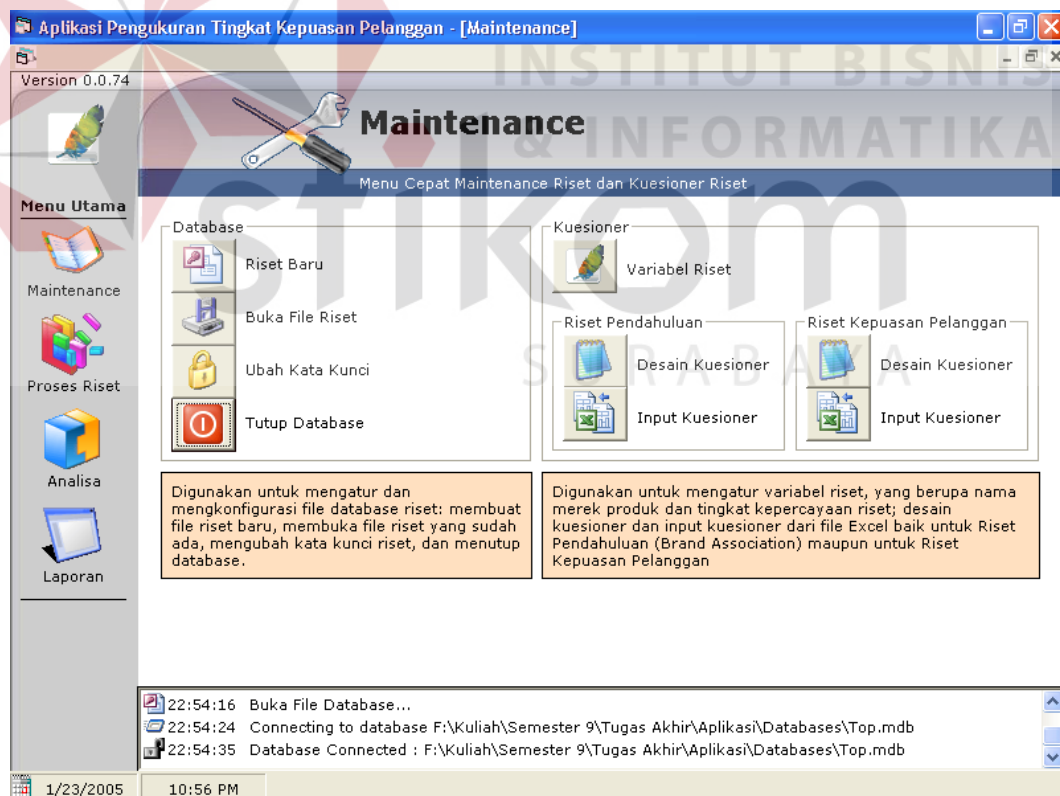 Aplikasi Pengukuran Tingkat Kepuasan Pelanggan - [Maintenance]
Version 0.0.74
INSTITUT BISNIS
& INFORMATIKA
stikom
SURABAYA
Maintenance
Menu Cepat Maintenance Riset dan Kuesioner Riset
Menu Utama
Maintenance
Proses Riset
Analisa
Laporan
Database
Riset Baru
Buka File Riset
Ubah Kata Kunci
Tutup Database
Kuesioner
Variabel Riset
Riset Pendahuluan
Desain Kuesioner
Input Kuesioner
Riset Kepuasan Pelanggan
Desain Kuesioner
Input Kuesioner
Digunakan untuk mengatur dan
mengkonfigurasi file database riset: membuat
file riset baru, membuka file riset yang sudah
ada, mengubah kata kunci riset, dan menutup
database.
Digunakan untuk mengatur variabel riset, yang berupa nama
merek produk dan tingkat kepercayaan riset; desain
kuesioner dan input kuesioner dari file Excel baik untuk Riset
Pendahuluan (Brand Association) maupun untuk Riset
Kepuasan Pelanggan
22:54:16 Buka File Database...
22:54:24 Connecting to database F:\Kuliah\Semester 9\Tugas Akhir\Aplikasi\Databases\Top.mdb
22:54:35 Database Connected : F:\Kuliah\Semester 9\Tugas Akhir\Aplikasi\Databases\Top.mdb
1/23/2005
10:56 PM